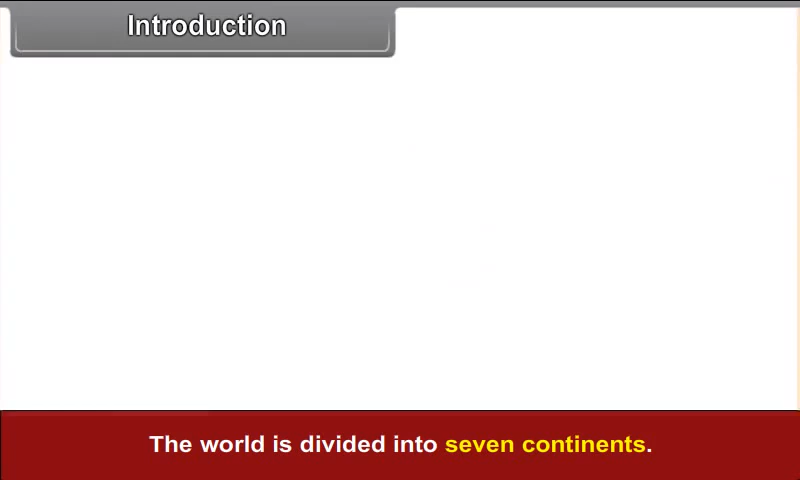 Introduction
The world is divided into seven continents.